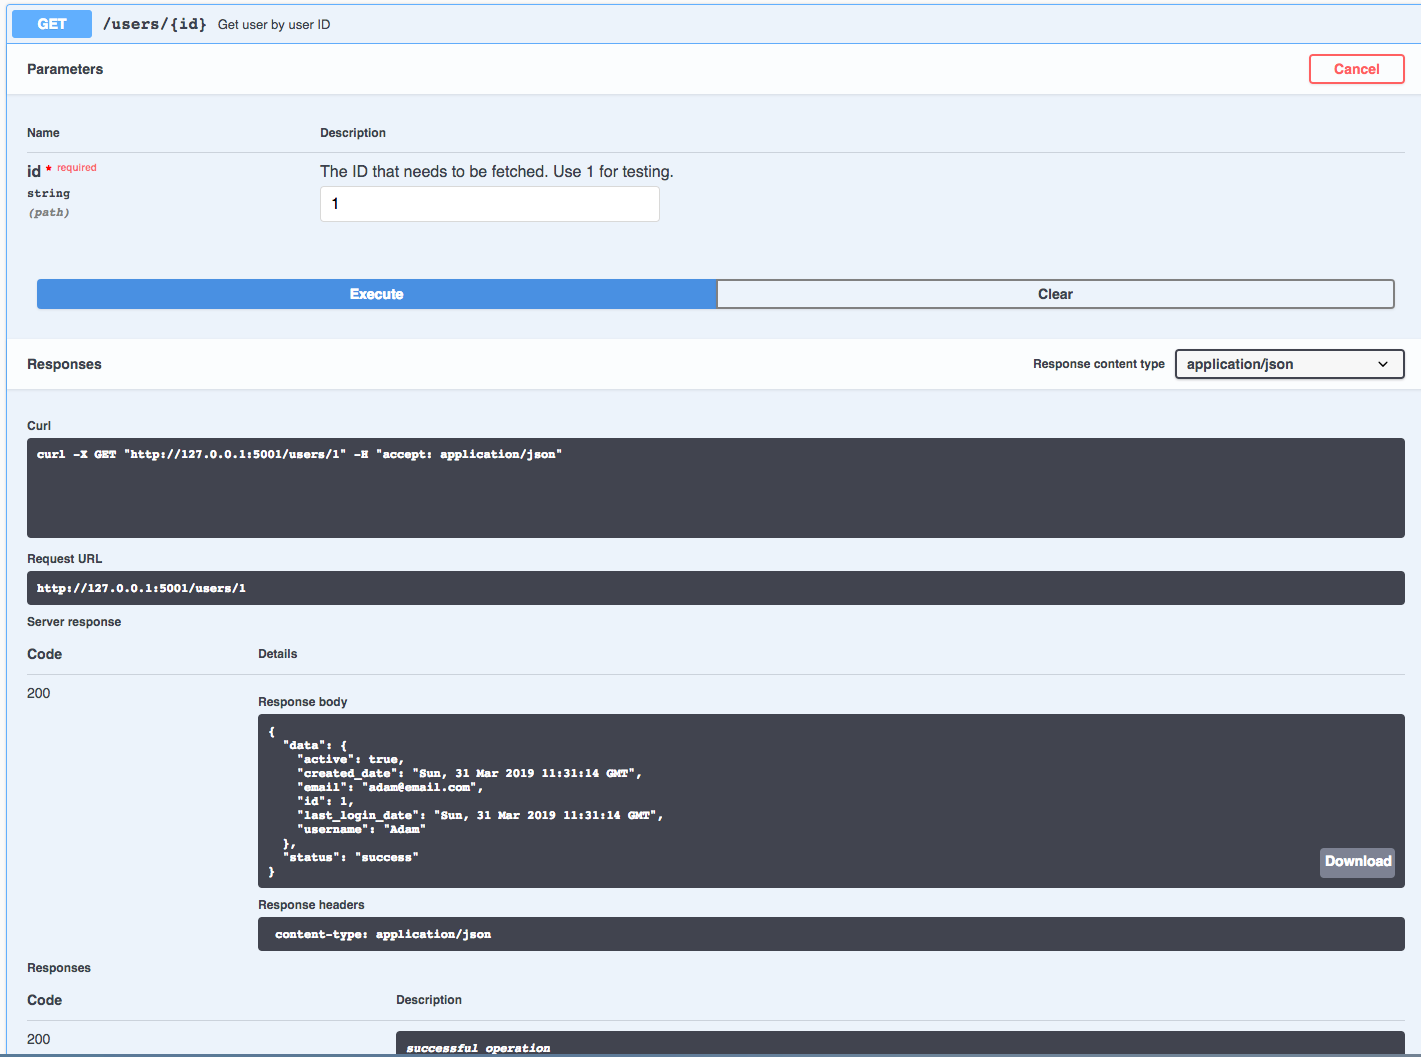 GET /users/{id} Get user by user ID
Parameters Cancel
Name Description
id * required The ID that needs to be fetched. Use 1 for testing.
string 1
(path)
Execute Clear
Responses Response content type application/json
Curl
curl -X GET "http://127.0.0.1:5001/users/1" -H "accept: application/json"
Request URL
http://127.0.0.1:5001/users/1
Server response
Code Details
200
Response body
{
  "data": {
    "active": true,
    "created_date": "Sun, 31 Mar 2019 11:31:14 GMT",
    "email": "adam@email.com",
    "id": 1,
    "last_login_date": "Sun, 31 Mar 2019 11:31:14 GMT",
    "username": "Adam"
  },
  "status": "success"
}
Download
Response headers
content-type: application/json
Responses
Code Description
200
successful operation